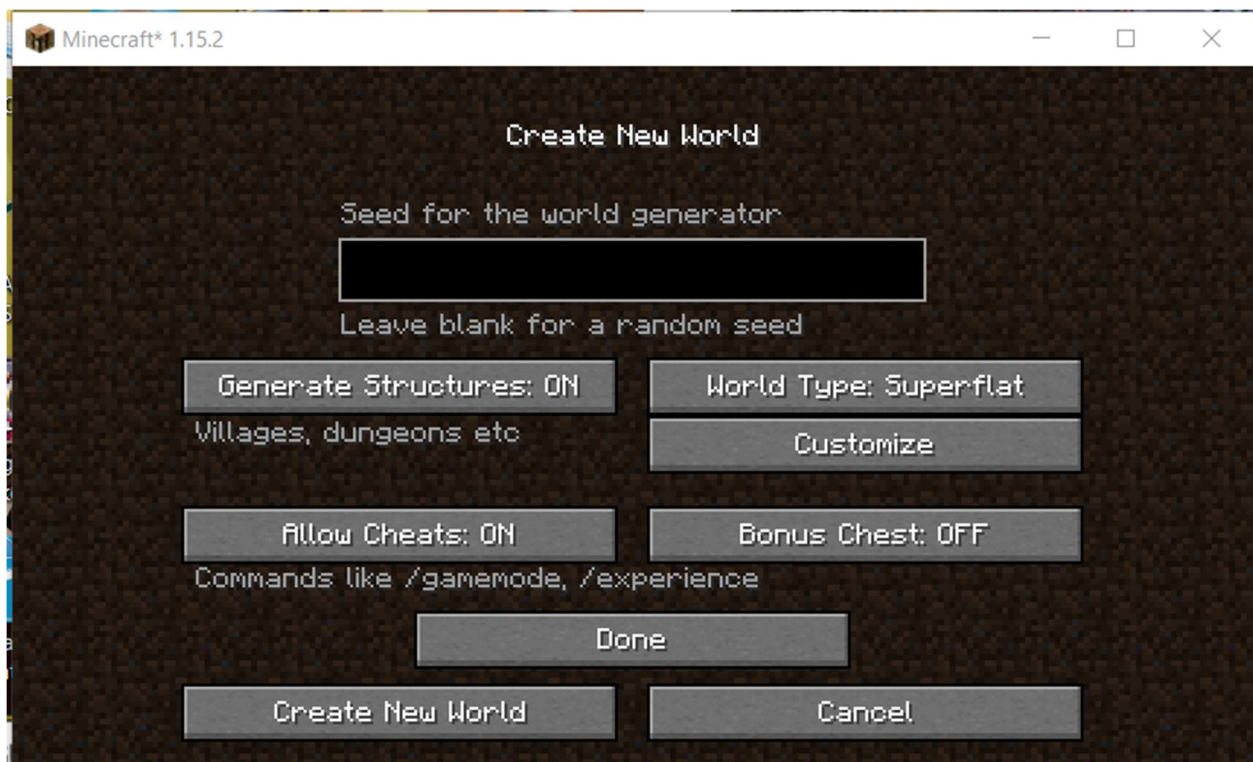 Minecraft* 1.15.2
Create New World
Seed for the world generator
Leave blank for a random seed
Generate Structures: ON
World Type: Superflat
Villages, dungeons etc
Customize
Allow Cheats: ON
Bonus Chest: OFF
Commands like /gamemode, /experience
Done
Create New World
Cancel